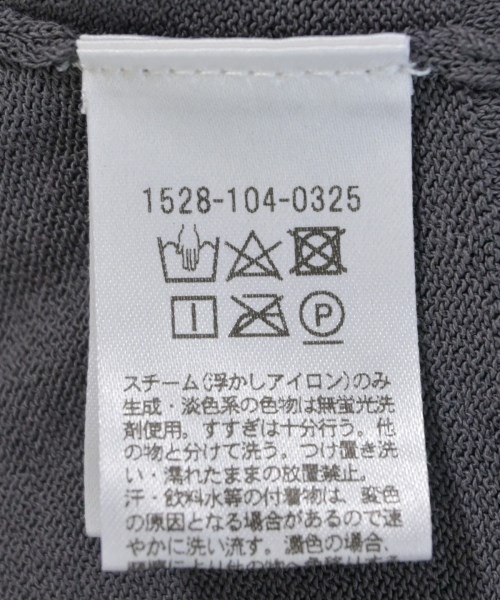 1528-104-0325
P
スチーム(浮かしアイロン)のみ
生成・淡色系の色物は無蛍光洗
剤使用。すすぎは十分行う。他
の物と分けて洗う。つけ置き洗
い・濡れたままの放置禁止。
汗・飲料水等の付着物は、変色
の原因となる場合があるので速
やかに洗い流す。濃色の場合、